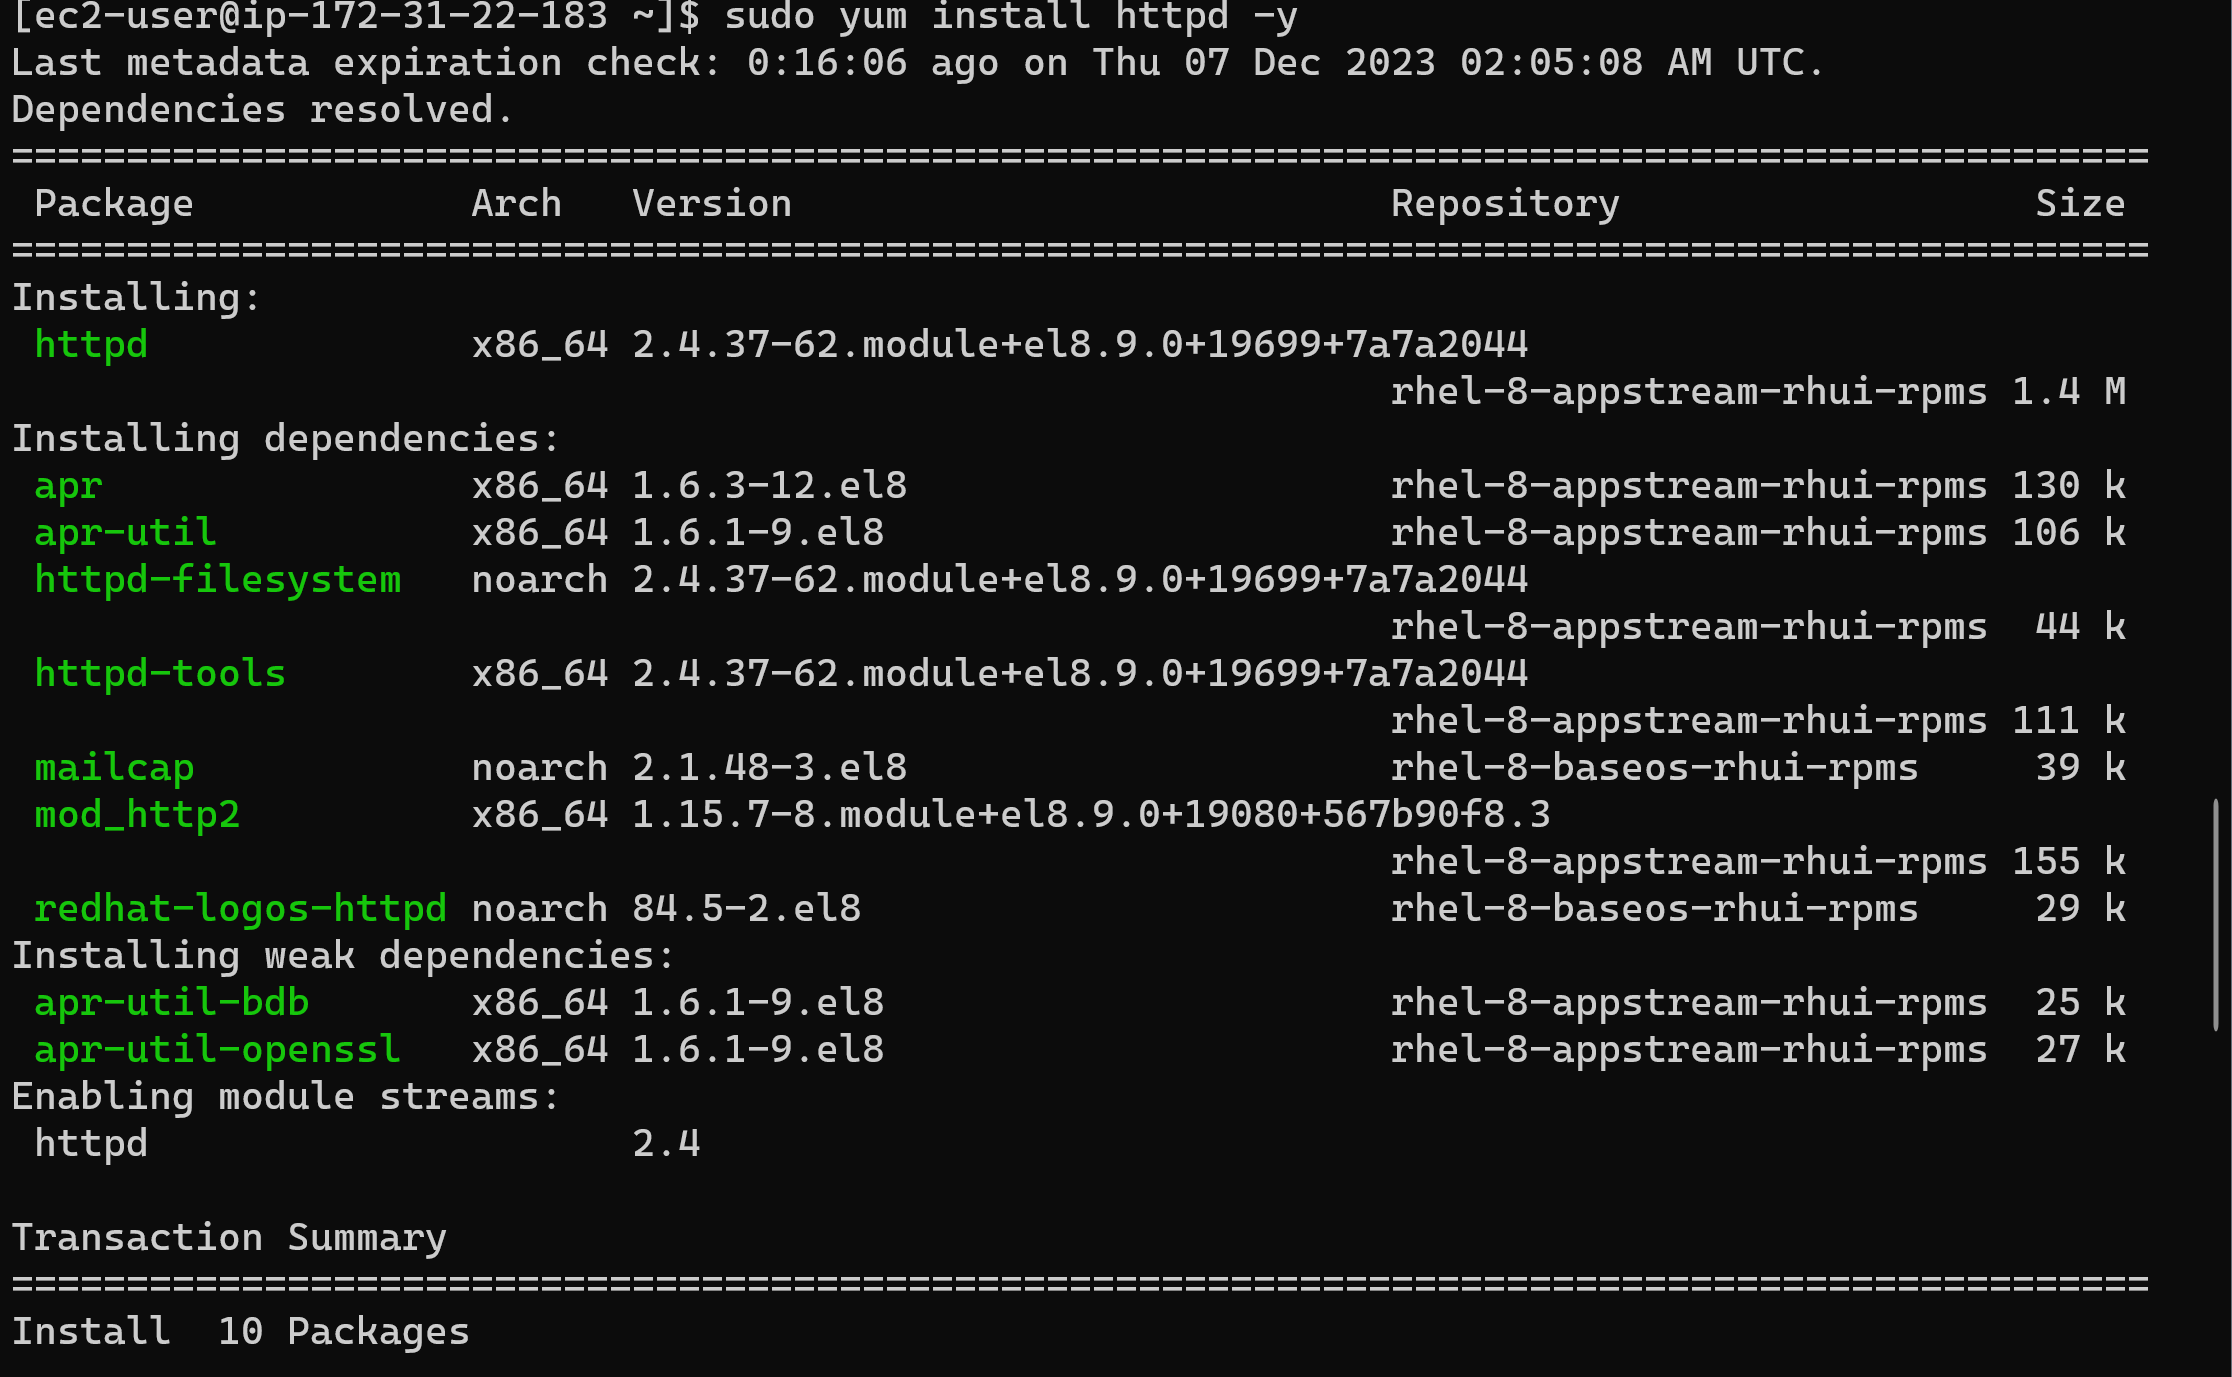 [ec2-user@ip-172-31-22-183 ~]$ sudo yum install httpd -y
Last metadata expiration check: 0:16:06 ago on Thu 07 Dec 2023 02:05:08 AM UTC.
Dependencies resolved.
=============================================================================================
 Package            Arch   Version                          Repository                  Size
=============================================================================================
Installing:
 httpd              x86_64 2.4.37-62.module+el8.9.0+19699+7a7a2044
                                                            rhel-8-appstream-rhui-rpms 1.4 M
Installing dependencies:
 apr                x86_64 1.6.3-12.el8                     rhel-8-appstream-rhui-rpms 130 k
 apr-util           x86_64 1.6.1-9.el8                      rhel-8-appstream-rhui-rpms 106 k
 httpd-filesystem   noarch 2.4.37-62.module+el8.9.0+19699+7a7a2044
                                                            rhel-8-appstream-rhui-rpms  44 k
 httpd-tools        x86_64 2.4.37-62.module+el8.9.0+19699+7a7a2044
                                                            rhel-8-appstream-rhui-rpms 111 k
 mailcap            noarch 2.1.48-3.el8                     rhel-8-baseos-rhui-rpms     39 k
 mod_http2          x86_64 1.15.7-8.module+el8.9.0+19080+567b90f8.3
                                                            rhel-8-appstream-rhui-rpms 155 k
 redhat-logos-httpd noarch 84.5-2.el8                       rhel-8-baseos-rhui-rpms     29 k
Installing weak dependencies:
 apr-util-bdb       x86_64 1.6.1-9.el8                      rhel-8-appstream-rhui-rpms  25 k
 apr-util-openssl   x86_64 1.6.1-9.el8                      rhel-8-appstream-rhui-rpms  27 k
Enabling module streams:
 httpd                     2.4

Transaction Summary
=============================================================================================
Install  10 Packages